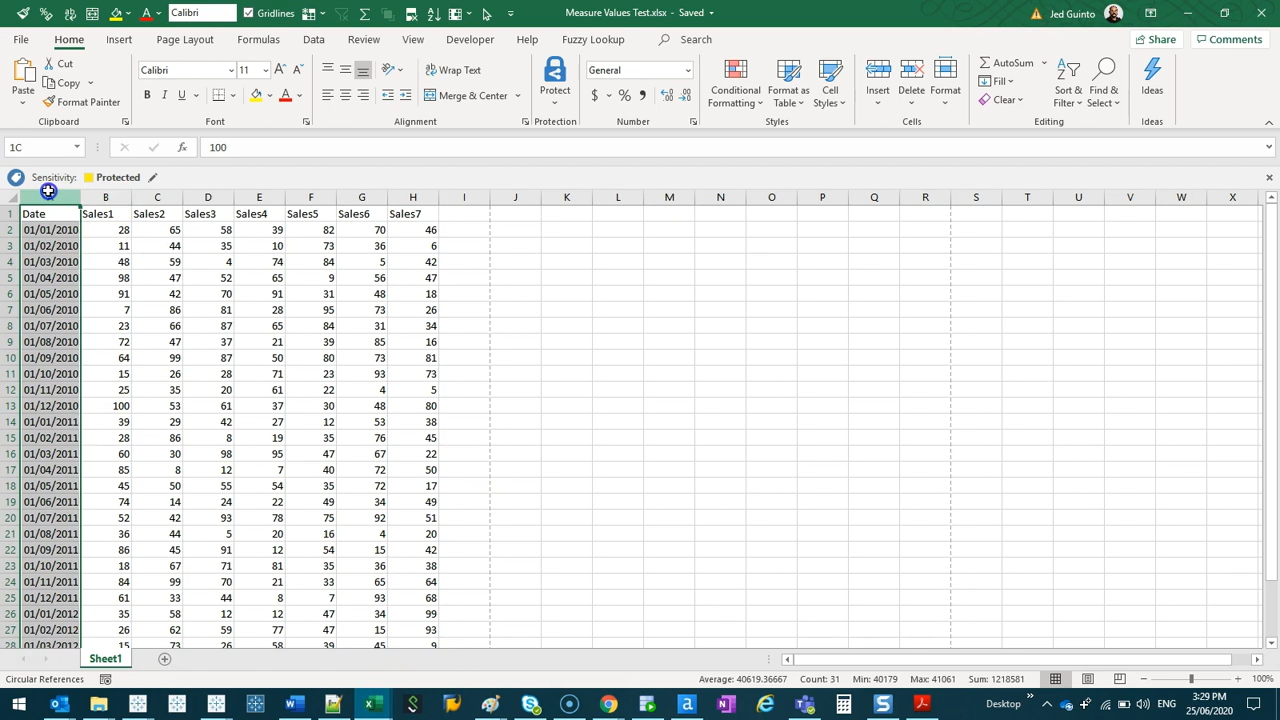 Calibri Gridlines Measure Values Test.xlsx - Saved Jed Guinto
File Home Insert Page Layout Formulas Data Review View Developer Help Fuzzy Lookup Search Share Comments
Paste Cut Calibri 11 Wrap Text General Protect Conditional Formatting Format as Table Cell Styles Insert Delete Format AutoSum Sort & Filter Find & Select Ideas
Copy Fill
Format Painter B I U A Merge & Center $ % Clear
Clipboard Font Alignment Protection Number Styles Cells Editing Ideas
1C fx 100
Sensitivity: Protected
B C D E F G H I J K L M N O P Q R S T U V W X
1 Date Sales1 Sales2 Sales3 Sales4 Sales5 Sales6 Sales7
2 01/01/2010 28 65 58 39 82 70 46
3 01/02/2010 11 44 35 10 73 36 6
4 01/03/2010 48 59 4 74 84 5 42
5 01/04/2010 98 47 52 65 9 56 47
6 01/05/2010 91 42 70 91 31 48 18
7 01/06/2010 7 86 81 28 95 73 26
8 01/07/2010 23 66 87 65 84 31 34
9 01/08/2010 72 47 37 21 39 85 16
10 01/09/2010 64 99 87 50 80 73 81
11 01/10/2010 15 26 28 71 23 93 73
12 01/11/2010 25 35 20 61 22 4 5
13 01/12/2010 100 53 61 37 30 48 80
14 01/01/2011 39 29 42 27 12 53 38
15 01/02/2011 28 86 8 19 35 76 45
16 01/03/2011 60 30 98 95 47 67 22
17 01/04/2011 85 8 12 7 40 72 50
18 01/05/2011 45 50 55 54 35 72 17
19 01/06/2011 74 14 24 22 49 34 49
20 01/07/2011 52 42 93 78 75 92 51
21 01/08/2011 36 44 5 20 16 4 20
22 01/09/2011 86 45 91 12 54 15 42
23 01/10/2011 18 67 71 81 35 36 38
24 01/11/2011 84 99 70 21 33 65 64
25 01/12/2011 61 33 44 8 7 93 68
26 01/01/2012 35 58 12 12 47 34 99
27 01/02/2012 26 62 59 77 47 15 93
28 01/03/2012 15 73 26 58 39 45 9
Sheet1
Circular References Average: 40619.36667 Count: 31 Min: 40179 Max: 41061 Sum: 1218581 100%
Desktop ENG 3:29 PM
25/06/2020